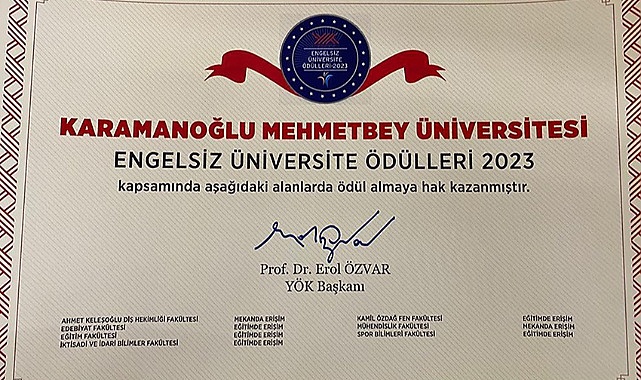 ENGELSİZ
ÜNİVERSİTE
ÖDÜLLERİ-2023
KARAMANOĞLU MEHMETBEY ÜNİVERSİTESİ
ENGELSİZ ÜNİVERSİTE ÖDÜLLERİ 2023
kapsamında aşağıdaki alanlarda ödül almaya hak kazanmıştır.
Prof. Dr. Erol ÖZVAR
YÖK Başkanı
AHMET KELEŞOĞLU DİŞ HEKİMLİĞİ FAKÜLTESİ MEKANDA ERİŞİM
EDEBİYAT FAKÜLTESİ EĞİTİMDE ERİŞİM
EĞİTİM FAKÜLTESİ EĞİTİMDE ERİŞİM
İKTİSADİ VE İDARİ BİLİMLER FAKÜLTESİ EĞİTİMDE ERİŞİM
KAMİL ÖZDAĞ FEN FAKÜLTESİ EĞİTİMDE ERİŞİM
MÜHENDİSLİK FAKÜLTESİ MEKANDA ERİŞİM
SPOR BİLİMLERİ FAKÜLTESİ EĞİTİMDE ERİŞİM